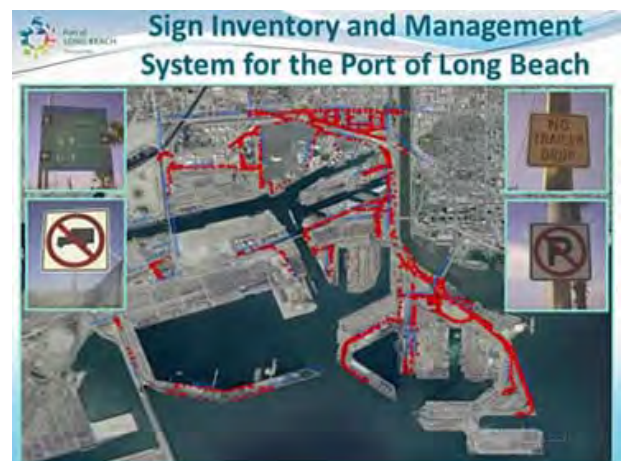 Sign Inventory and Management
System for the Port of Long Beach
Port of
LONG BEACH
NO
TRAILER
DROP
P